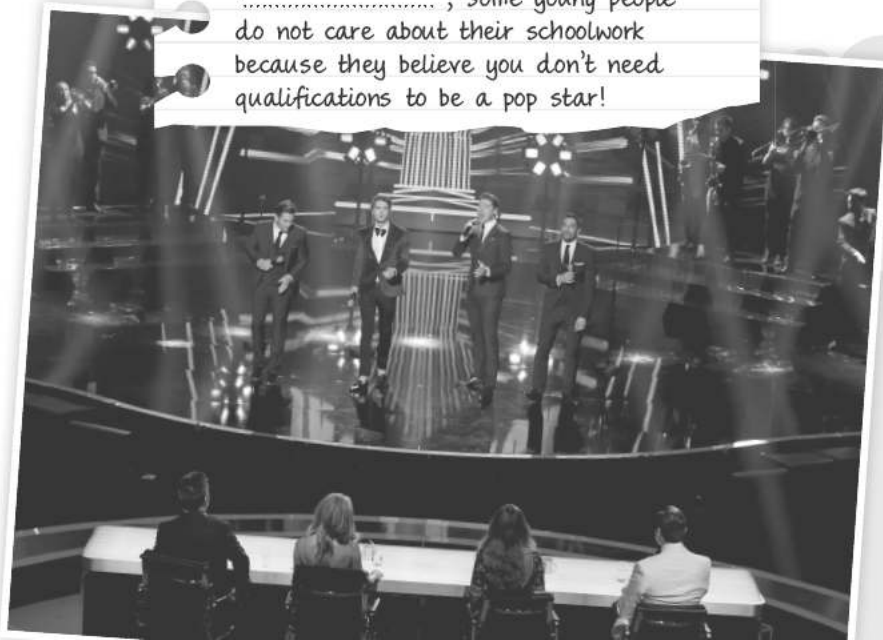 ........................... , some young people
do not care about their schoolwork
because they believe you don't need
qualifications to be a pop star!